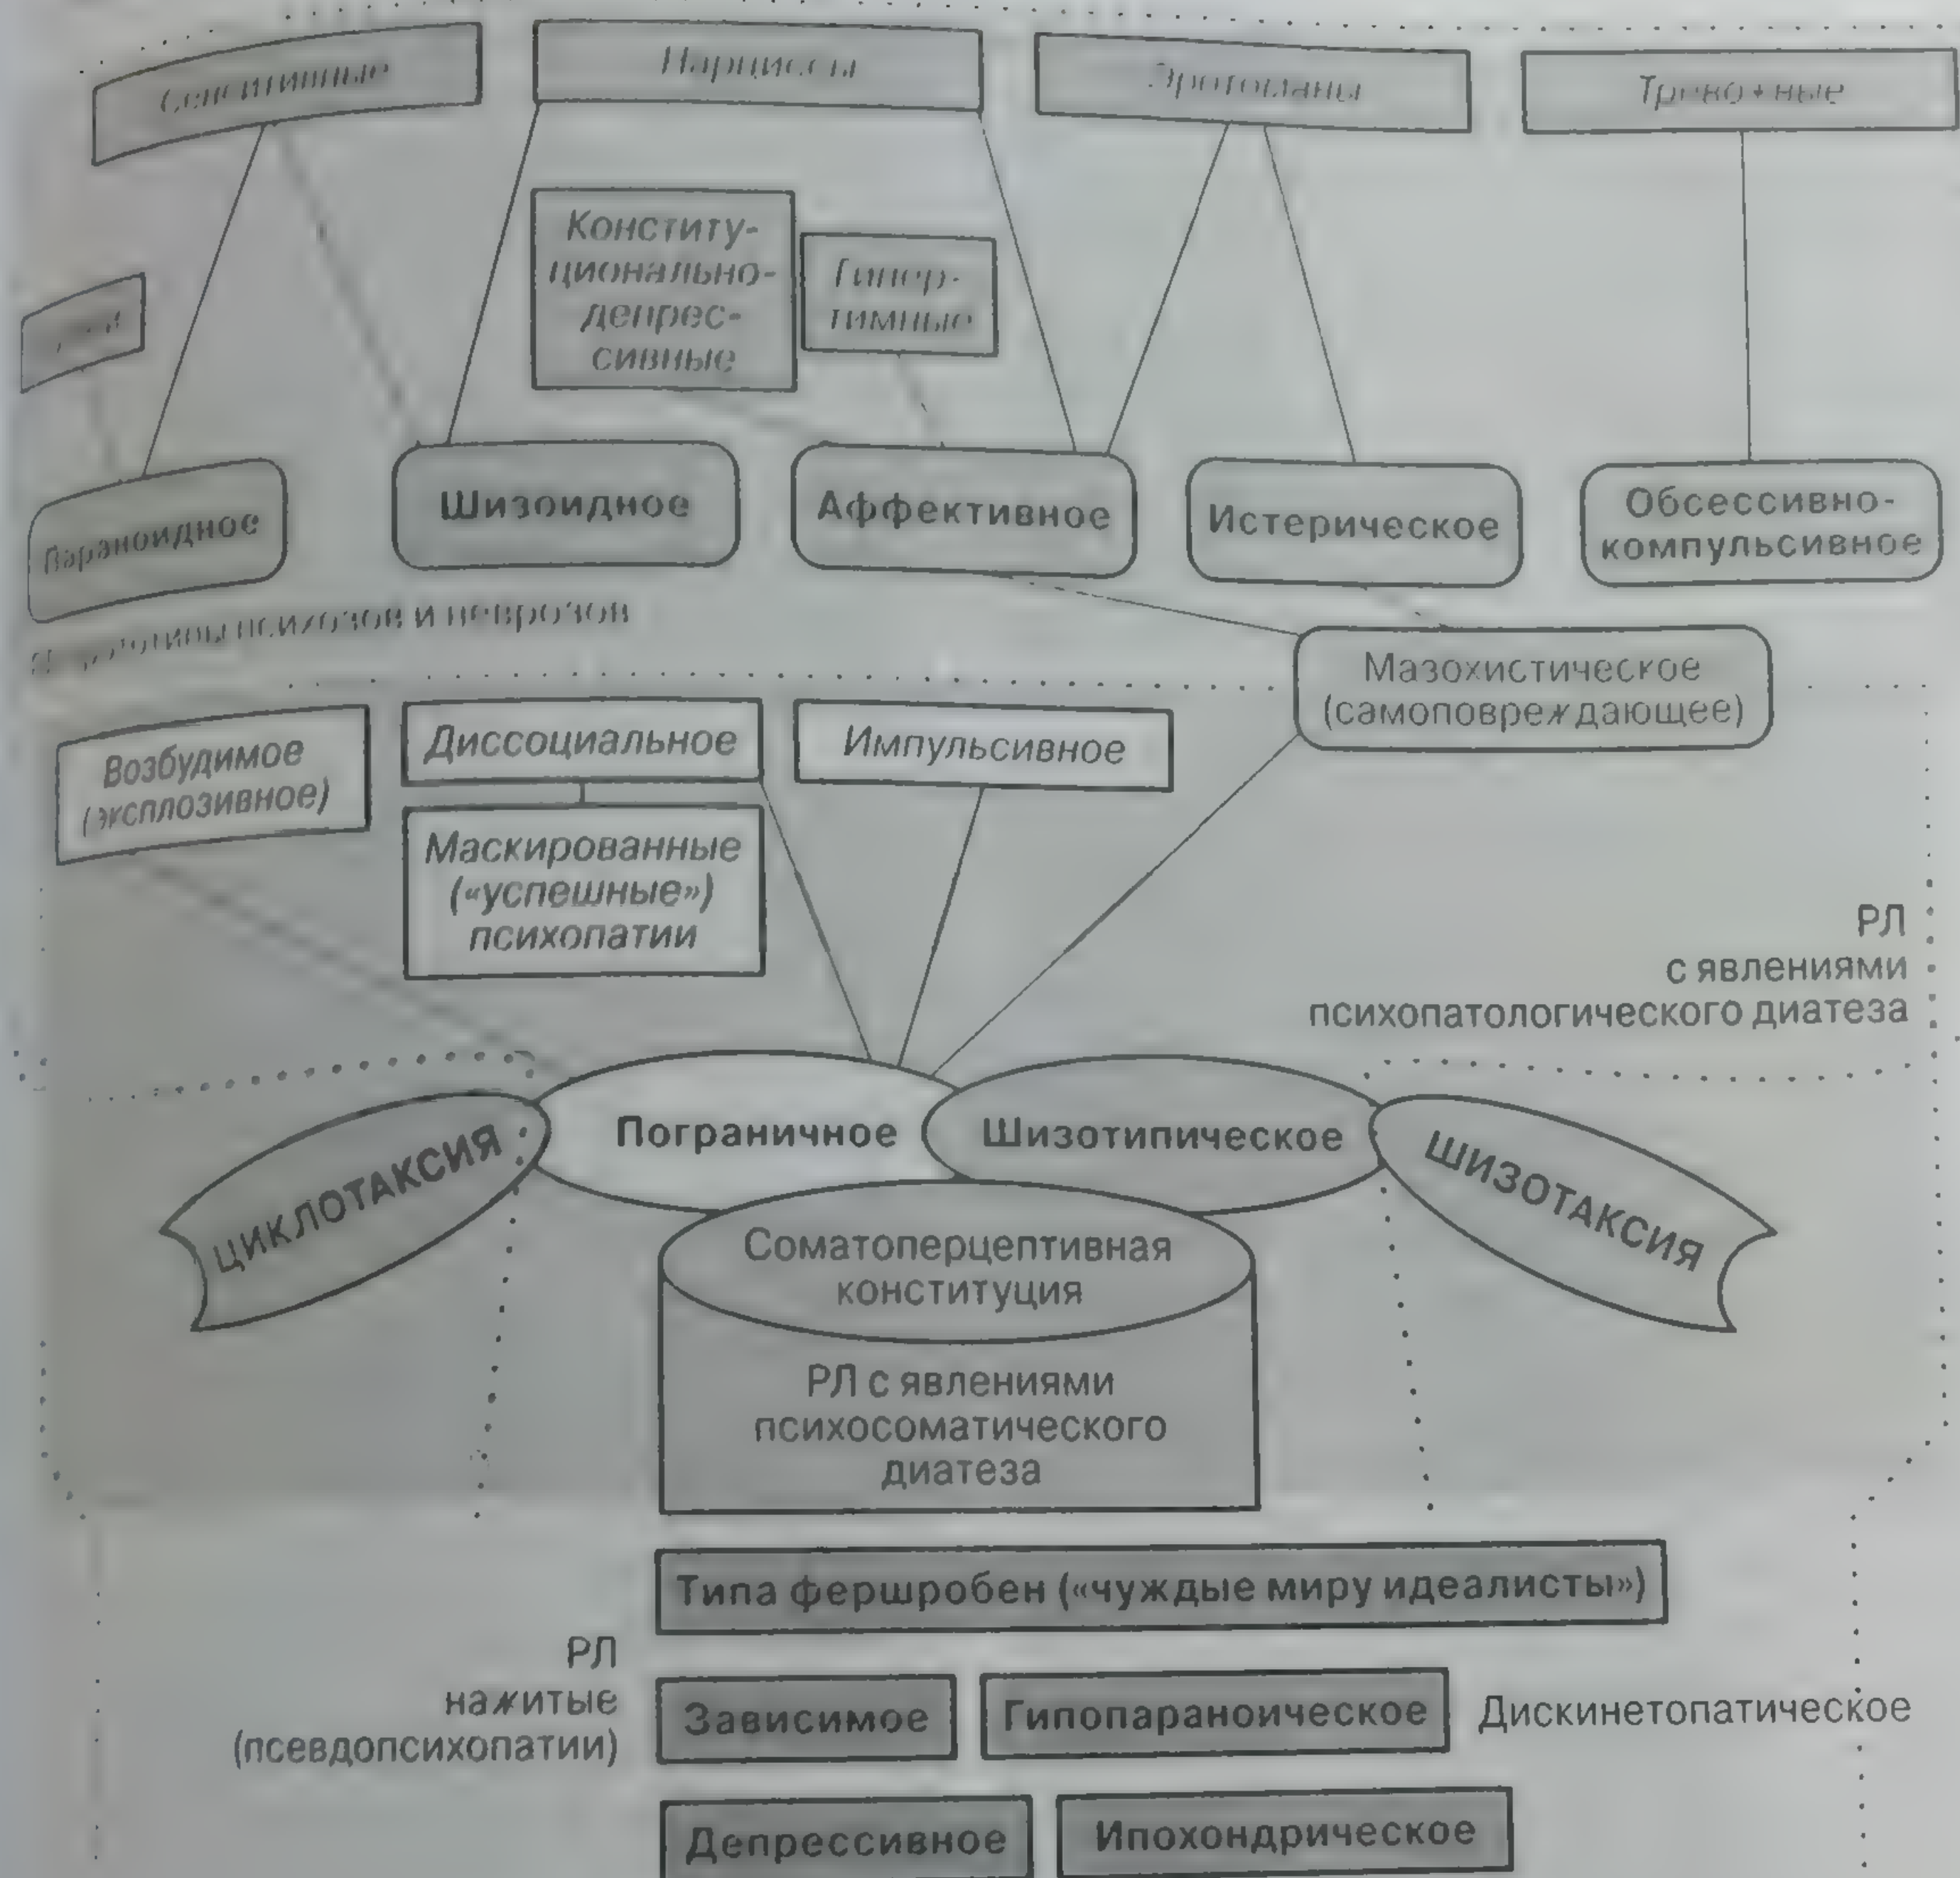 Сенситивные
Нарциссы
Эротоманы
Тревожные
Конститу-
ционально-
депрес-
сивные
Гипер-
тимные
Параноидное
Шизоидное
Аффективное
Истерическое
Обсессивно-
компульсивное
психозов и неврозов
Мазохистическое
(самоповреждающее)
Возбудимое
(эксплозивное)
Диссоциальное
Импульсивное
Маскированные
(«успешные»)
психопатии
РЛ
с явлениями
психопатологического диатеза
ЦИКЛОТАКСИЯ
Пограничное
Шизотипическое
ШИЗОТАКСИЯ
Соматоперцептивная
конституция
РЛ с явлениями
психосоматического
диатеза
Типа фершробен («чуждые миру идеалисты»)
РЛ
нажитые
(псевдопсихопатии)
Зависимое
Гипопараноическое
Дискинетопатическое
Депрессивное
Ипохондрическое